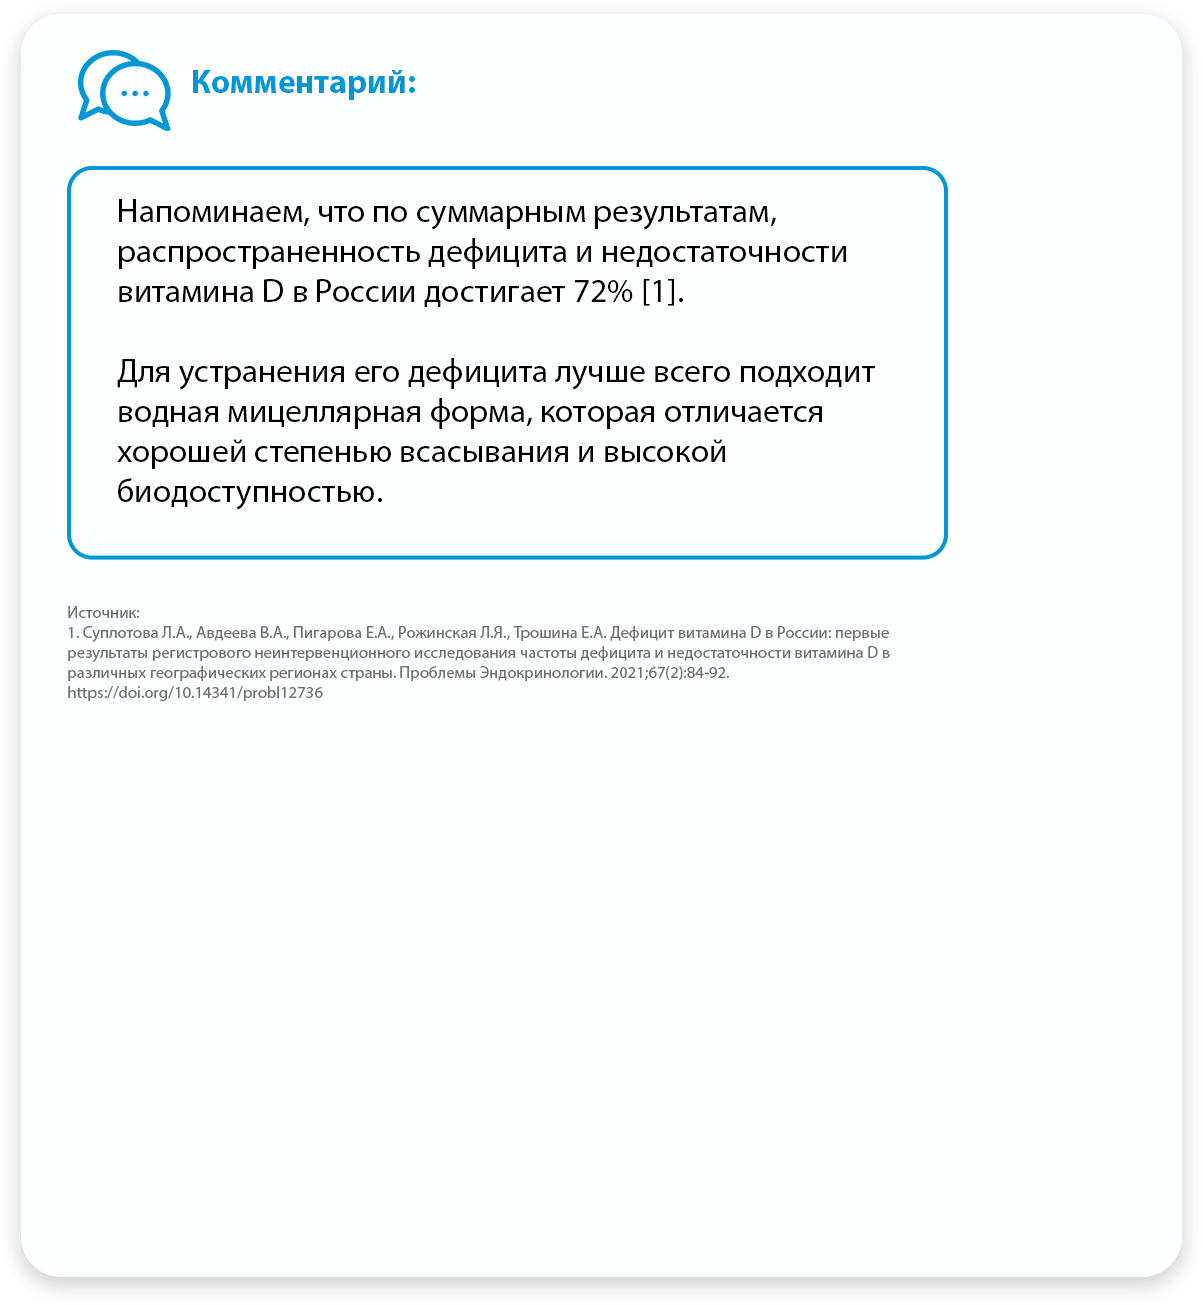 Комментарий:
Напоминаем, что по суммарным результатам,
распространенность дефицита и недостаточности
витамина D в России достигает 72% [1].
Для устранения его дефицита лучше всего подходит
водная мицеллярная форма, которая отличается
хорошей степенью всасывания и высокой
биодоступностью.
Источник:
1. Суплотова Л.А., Авдеева В.А., Пигарова Е.А., Рожинская Л.Я., Трошина Е.А. Дефицит витамина D в России: первые
результаты регистрового неинтервенционного исследования частоты дефицита и недостаточности витамина D в
различных географических регионах страны. Проблемы Эндокринологии. 2021;67(2):84-92.
https://doi.org/10.14341/probl12736